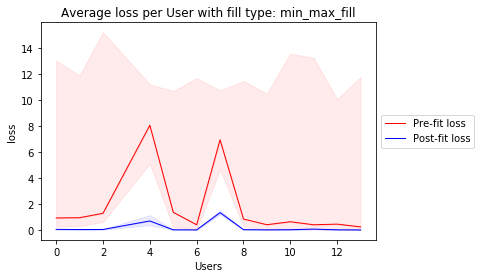 Average loss per User with fill type: min_max_fill
loss
14
12
10
8
6
4
2
0
0 2 4 6 8 10 12
Users
Pre-fit loss
Post-fit loss